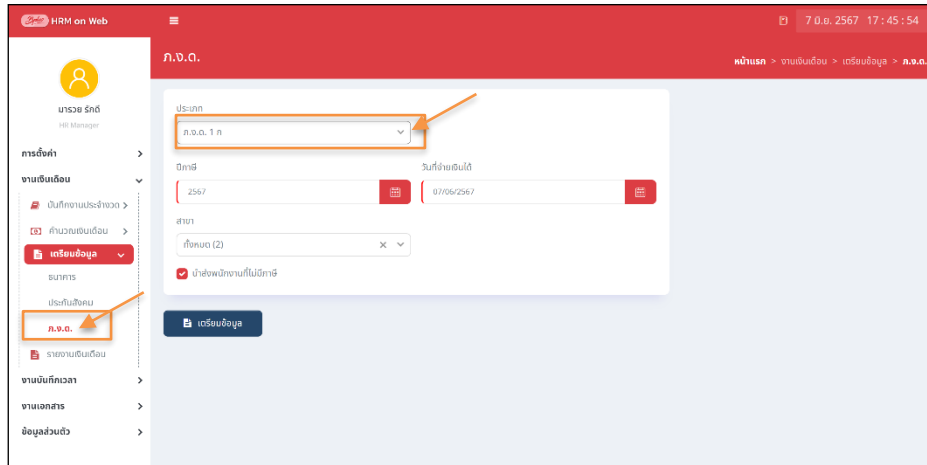 HRM on Web
7 มิ.ย. 2567 17:45:54
ภ.ง.ด.
หน้าแรก > งานเงินเดือน > เตรียมข้อมูล > ภ.ง.ด.
มารวย รักดี
HR Manager
การตั้งค่า
งานเงินเดือน
บันทึกงานประจำงวด
คำนวณเงินเดือน
เตรียมข้อมูล
ธนาคาร
ประกันสังคม
ภ.ง.ด.
รายงานเงินเดือน
งานบันทึกเวลา
งานเอกสาร
ข้อมูลส่วนตัว
ประเภท
ภ.ง.ด. 1 ก
ปีภาษี
วันที่จ่ายเงินได้
2567
07/06/2567
สาขา
ทั้งหมด (2)
นำส่งพนักงานที่ไม่มีภาษี
เตรียมข้อมูล